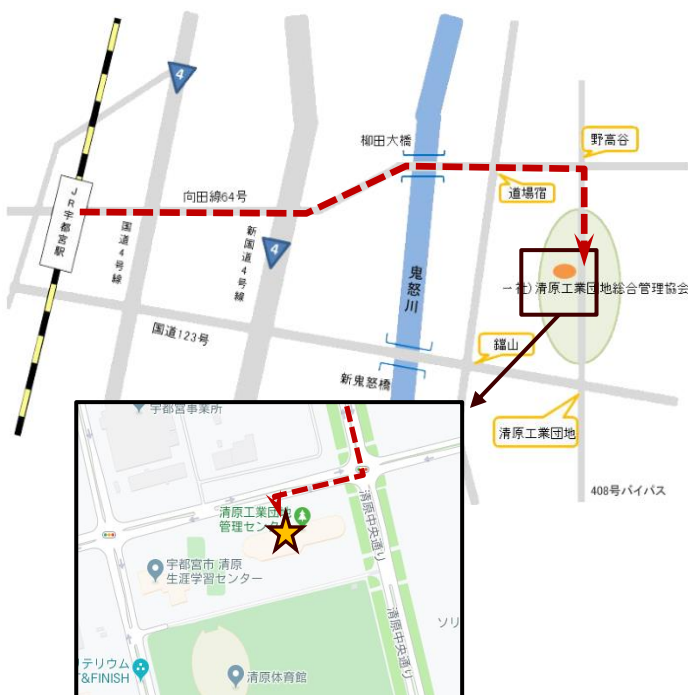 4
柳田大橋
野高谷
道場宿
向田線64号
JR宇都宮駅
国道4号線
新国道4号線
4
鬼怒川
一社)清原工業団地総合管理協会
国道123号
鐺山
新鬼怒橋
清原工業団地
408号バイパス
宇都宮事業所
清原工業団地
管理センター
清原中央通り
宇都宮市 清原
生涯学習センター
清原中央通り
ソリ
テリウム
T&FINISH
清原体育館